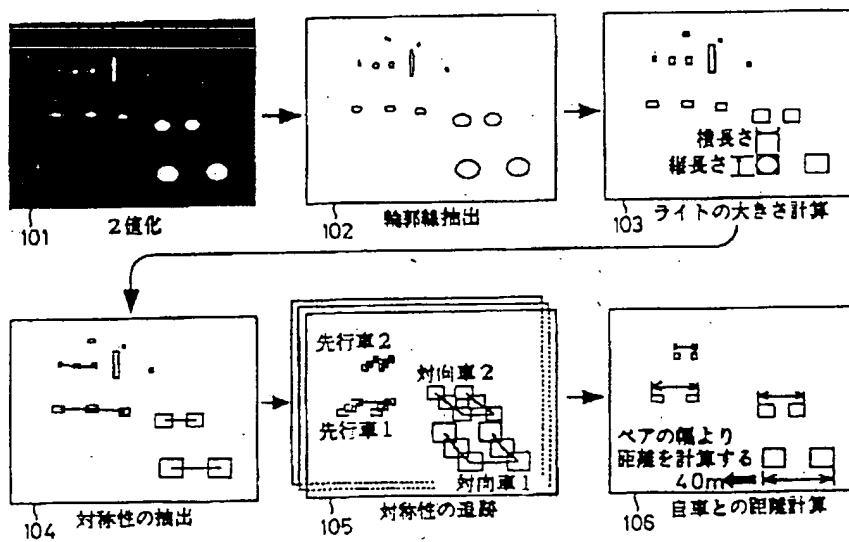 横長さ
縦長さ
101
2値化
102
輪郭線抽出
103
ライトの大きさ計算
先行車2
対向車2
先行車1
対向車1
ペアの幅より
距離を計算する
40m
104
対称性の抽出
105
対称性の追跡
106
自車との距離計算